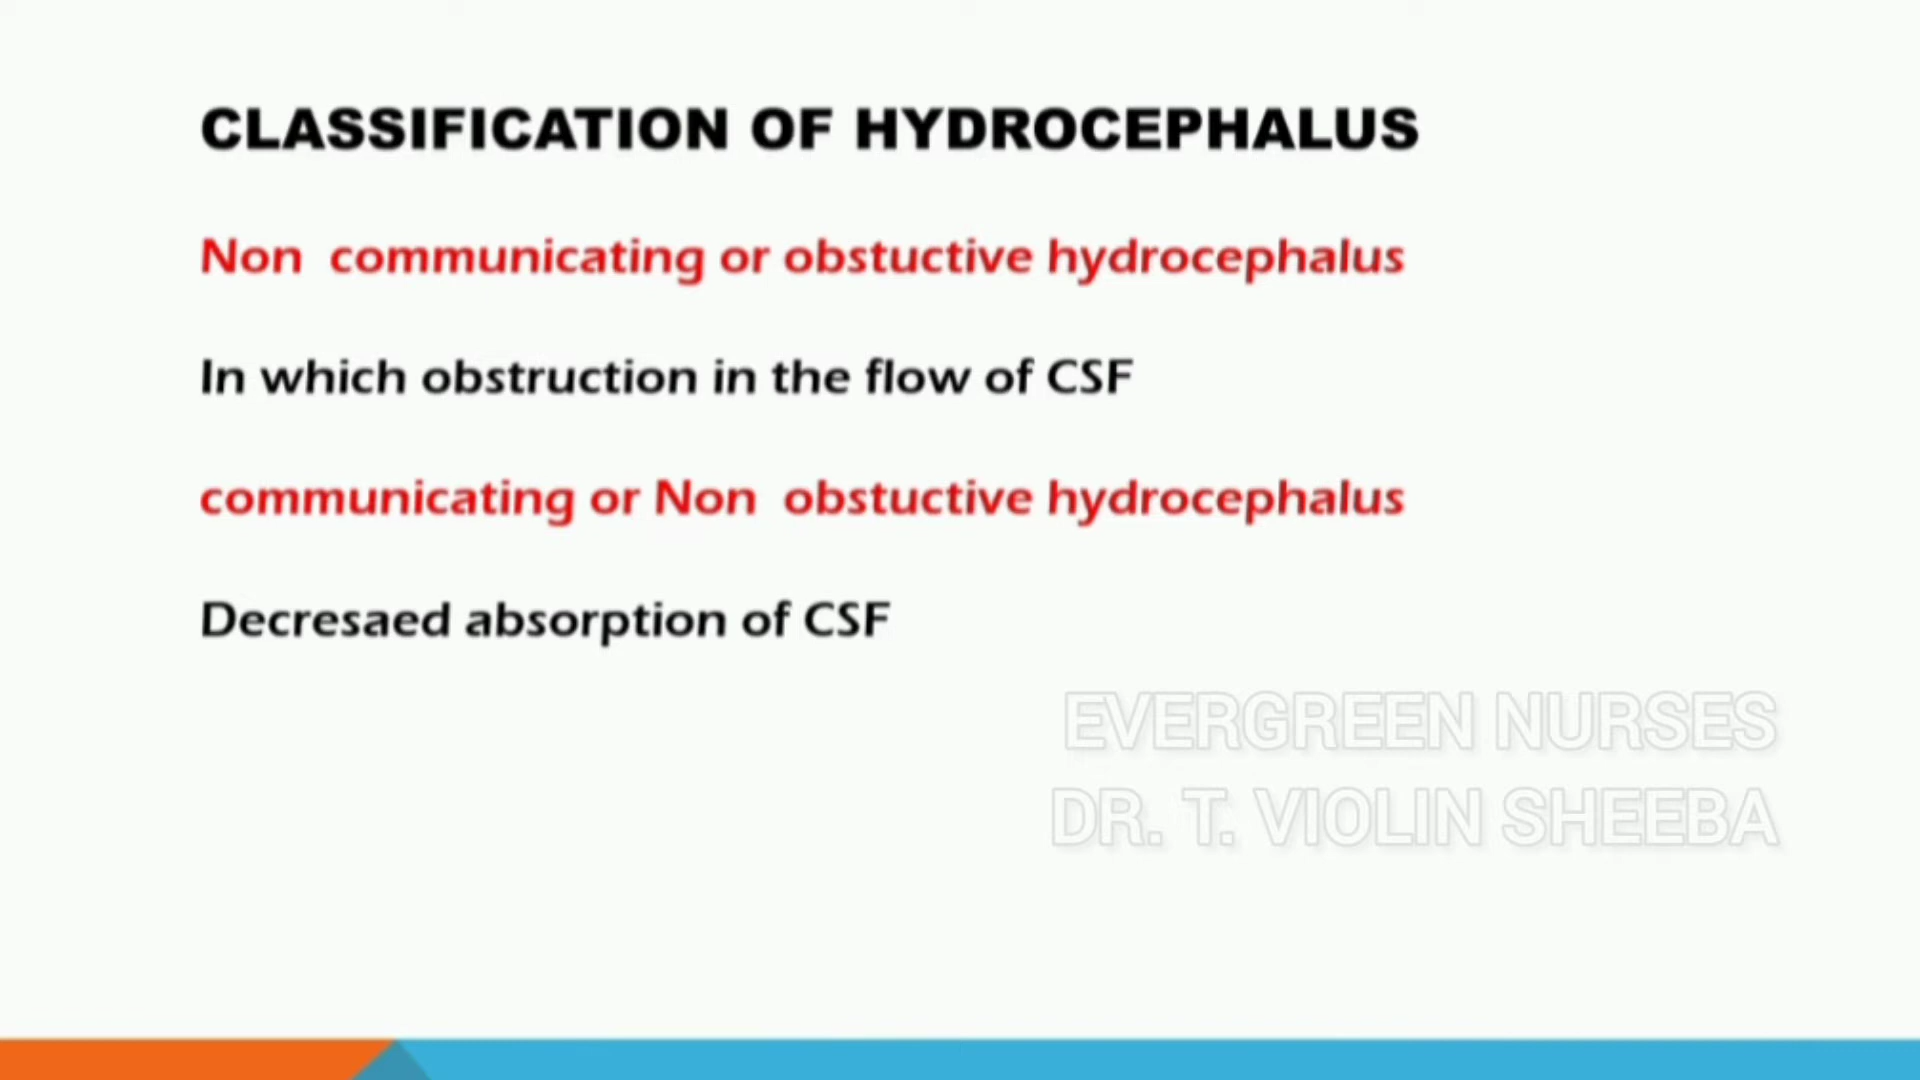 CLASSIFICATION OF HYDROCEPHALUS
Non communicating or obstuctive hydrocephalus
In which obstruction in the flow of CSF
communicating or Non obstuctive hydrocephalus
Decresaed absorption of CSF
EVERGREEN NURSES
DR. T. VIOLIN SHEEBA